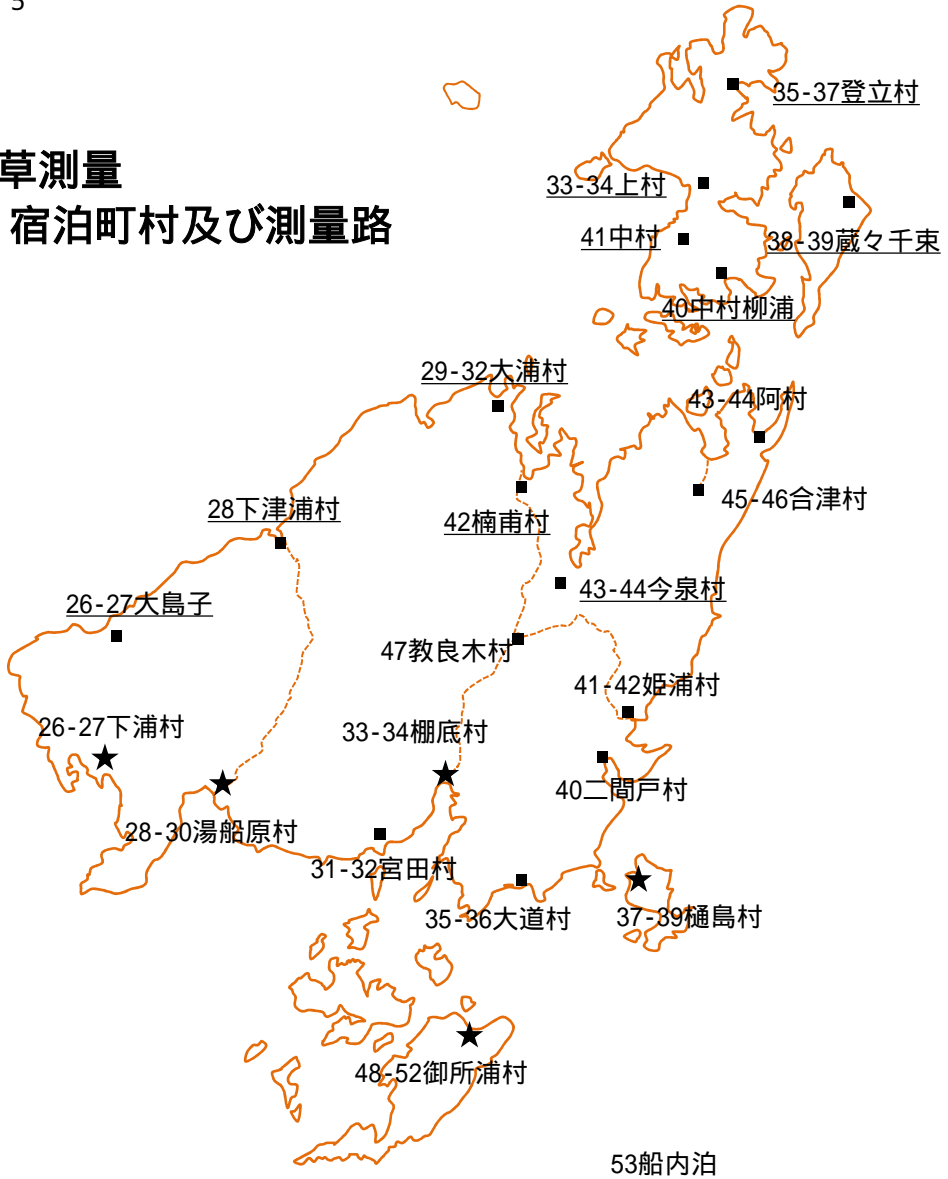 5
草測量
宿泊町村及び測量路
35-37登立村
33-34上村
38-39蔵々千束
41中村
40中村柳浦
29-32大浦村
43-44阿村
45-46合津村
28下津浦村
42楠甫村
43-44今泉村
26-27大島子
47教良木村
41-42姫浦村
26-27下浦村
33-34棚底村
40二間戸村
28-30湯船原村
31-32宮田村
35-36大道村
37-39樋島村
48-52御所浦村
53船内泊